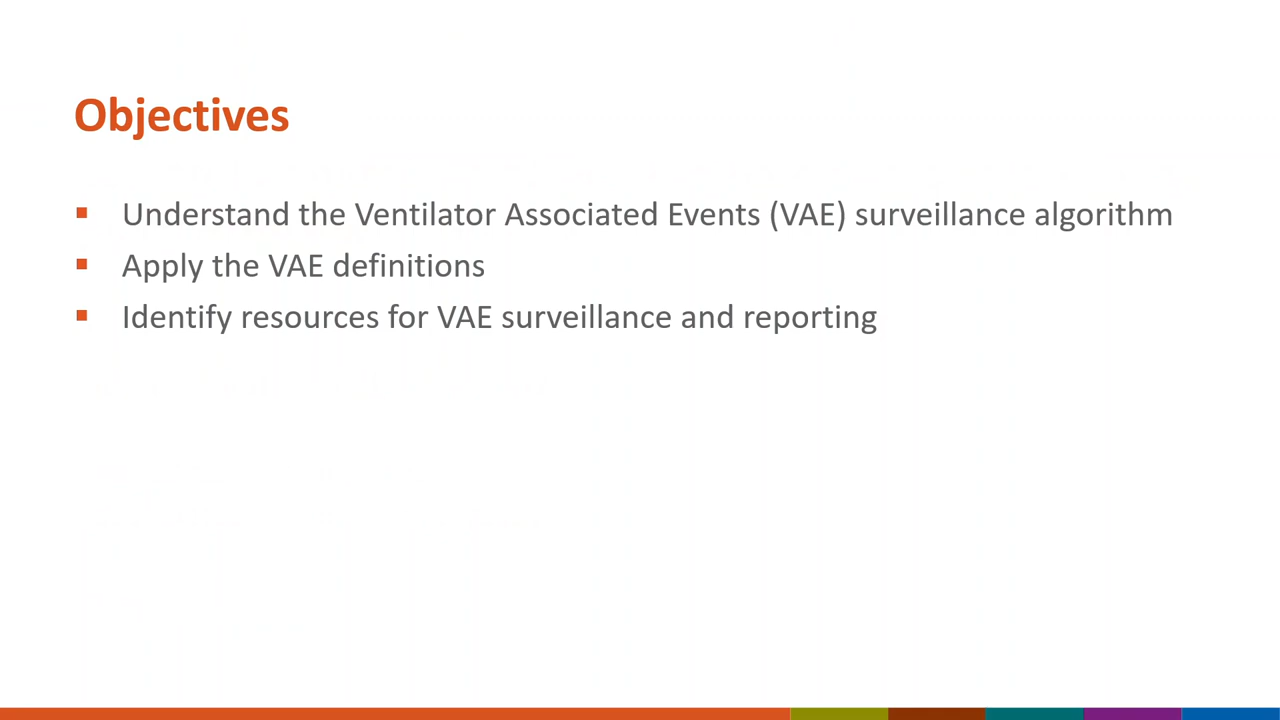 Objectives
▪ Understand the Ventilator Associated Events (VAE) surveillance algorithm
▪ Apply the VAE definitions
▪ Identify resources for VAE surveillance and reporting